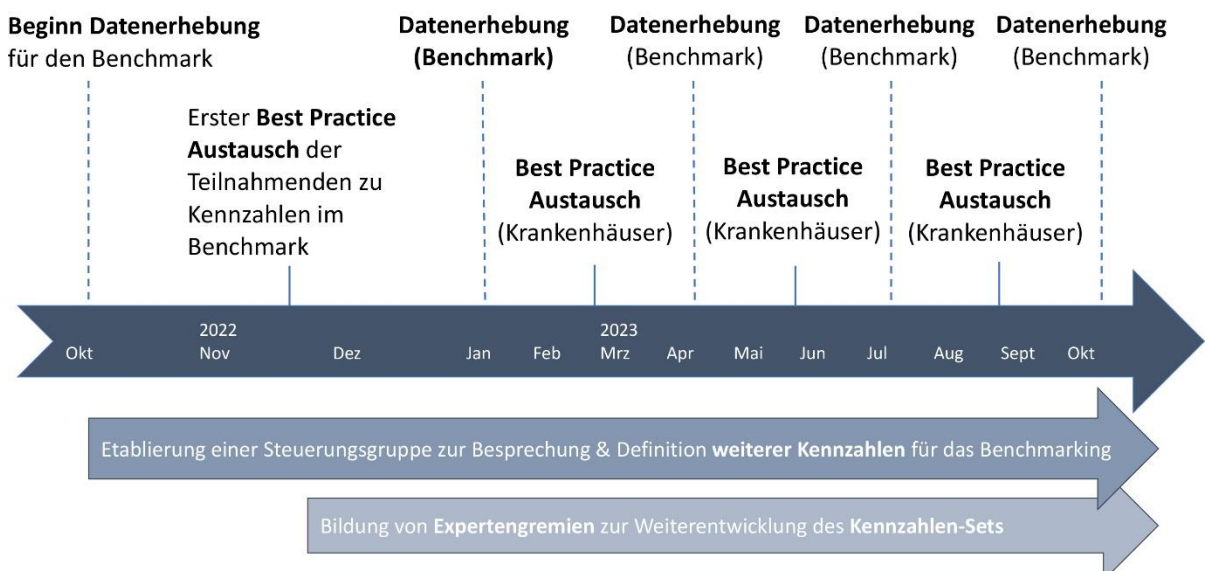 Beginn Datenerhebung
für den Benchmark
Datenerhebung
(Benchmark)
Datenerhebung
(Benchmark)
Datenerhebung
(Benchmark)
Datenerhebung
(Benchmark)
Erster Best Practice
Austausch der
Teilnahmenden zu
Kennzahlen im
Benchmark
Best Practice
Austausch
(Krankenhäuser)
Best Practice
Austausch
(Krankenhäuser)
Best Practice
Austausch
(Krankenhäuser)
2022
2023
Okt Nov Dez Jan Feb Mrz Apr Mai Jun Jul Aug Sept Okt
Etablierung einer Steuerungsgruppe zur Besprechung & Definition weiterer Kennzahlen für das Benchmarking
Bildung von Expertengremien zur Weiterentwicklung des Kennzahlen-Sets